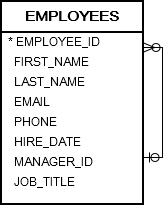 EMPLOYEES
* EMPLOYEE_ID
FIRST_NAME
LAST_NAME
EMAIL
PHONE
HIRE_DATE
MANAGER_ID
JOB_TITLE